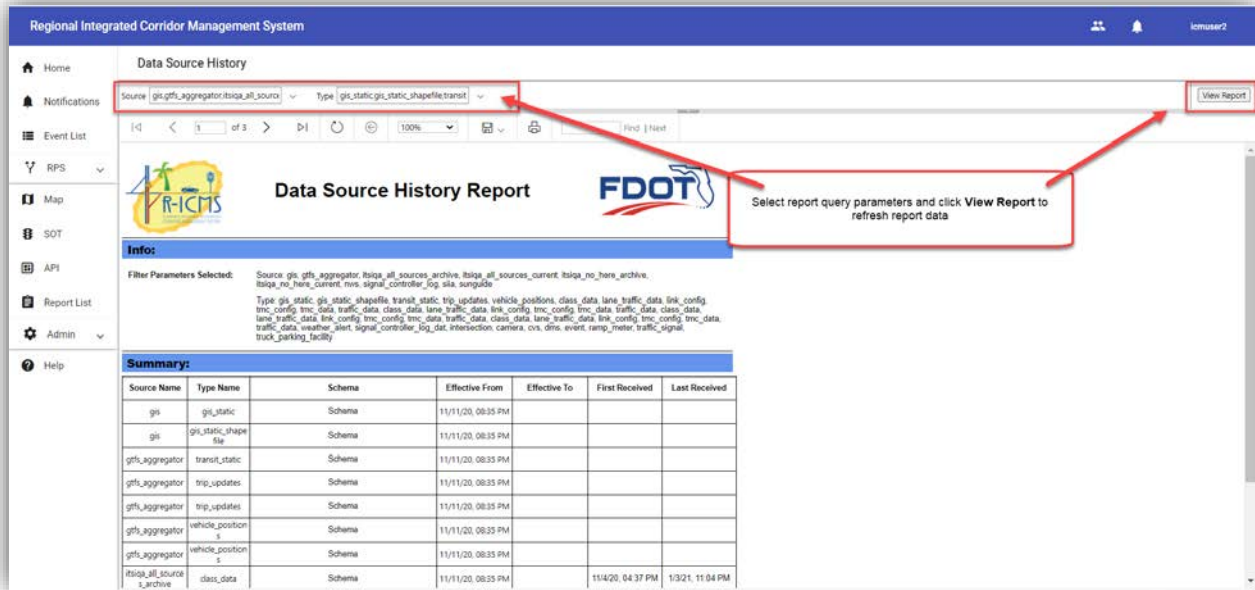 Regional Integrated Corridor Management System
icmuser2
Home
Data Source History
Notifications
Source gis,gtfs_aggregator,itsiqa_all_source Type gis_static,gis_static_shapefile,transit
View Report
Event List
1 of 3 100% Find | Next
RPS
Map
SOT
API
Report List
Admin
Help
R-ICMS
Data Source History Report
FDOT
Select report query parameters and click View Report to
refresh report data
Info:
Filter Parameters Selected:
Source: gis, gtfs_aggregator, itsiqa_all_sources_archive, itsiqa_all_sources_current, itsiqa_no_here_archive,
itsiqa_no_here_current, nws, signal_controller_log, siia, sunguide
Type: gis_static, gis_static_shapefile, transit_static, trip_updates, vehicle_positions, class_data, lane_traffic_data, link_config,
tmc_config, tmc_data, traffic_data, class_data, lane_traffic_data, link_config, tmc_config, tmc_data, traffic_data, class_data,
lane_traffic_data, link_config, tmc_config, tmc_data, traffic_data, class_data, lane_traffic_data, link_config, tmc_config, tmc_data,
traffic_data, weather_alert, signal_controller_log_dat, intersection, camera, cvs, dms, event, ramp_meter, traffic_signal,
truck_parking_facility
Summary:
Source Name Type Name Schema Effective From Effective To First Received Last Received
gis gis_static Schema 11/11/20, 08:35 PM
gis gis_static_shape
file Schema 11/11/20, 08:35 PM
gtfs_aggregator transit_static Schema 11/11/20, 08:35 PM
gtfs_aggregator trip_updates Schema 11/11/20, 08:35 PM
gtfs_aggregator trip_updates Schema 11/11/20, 08:35 PM
gtfs_aggregator vehicle_position
s Schema 11/11/20, 08:35 PM
gtfs_aggregator vehicle_position
s Schema 11/11/20, 08:35 PM
itsiqa_all_source
s_archive class_data Schema 11/11/20, 08:35 PM 11/4/20, 04:37 PM 1/3/21, 11:04 PM